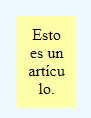 Esto
es un
artícu
lo.